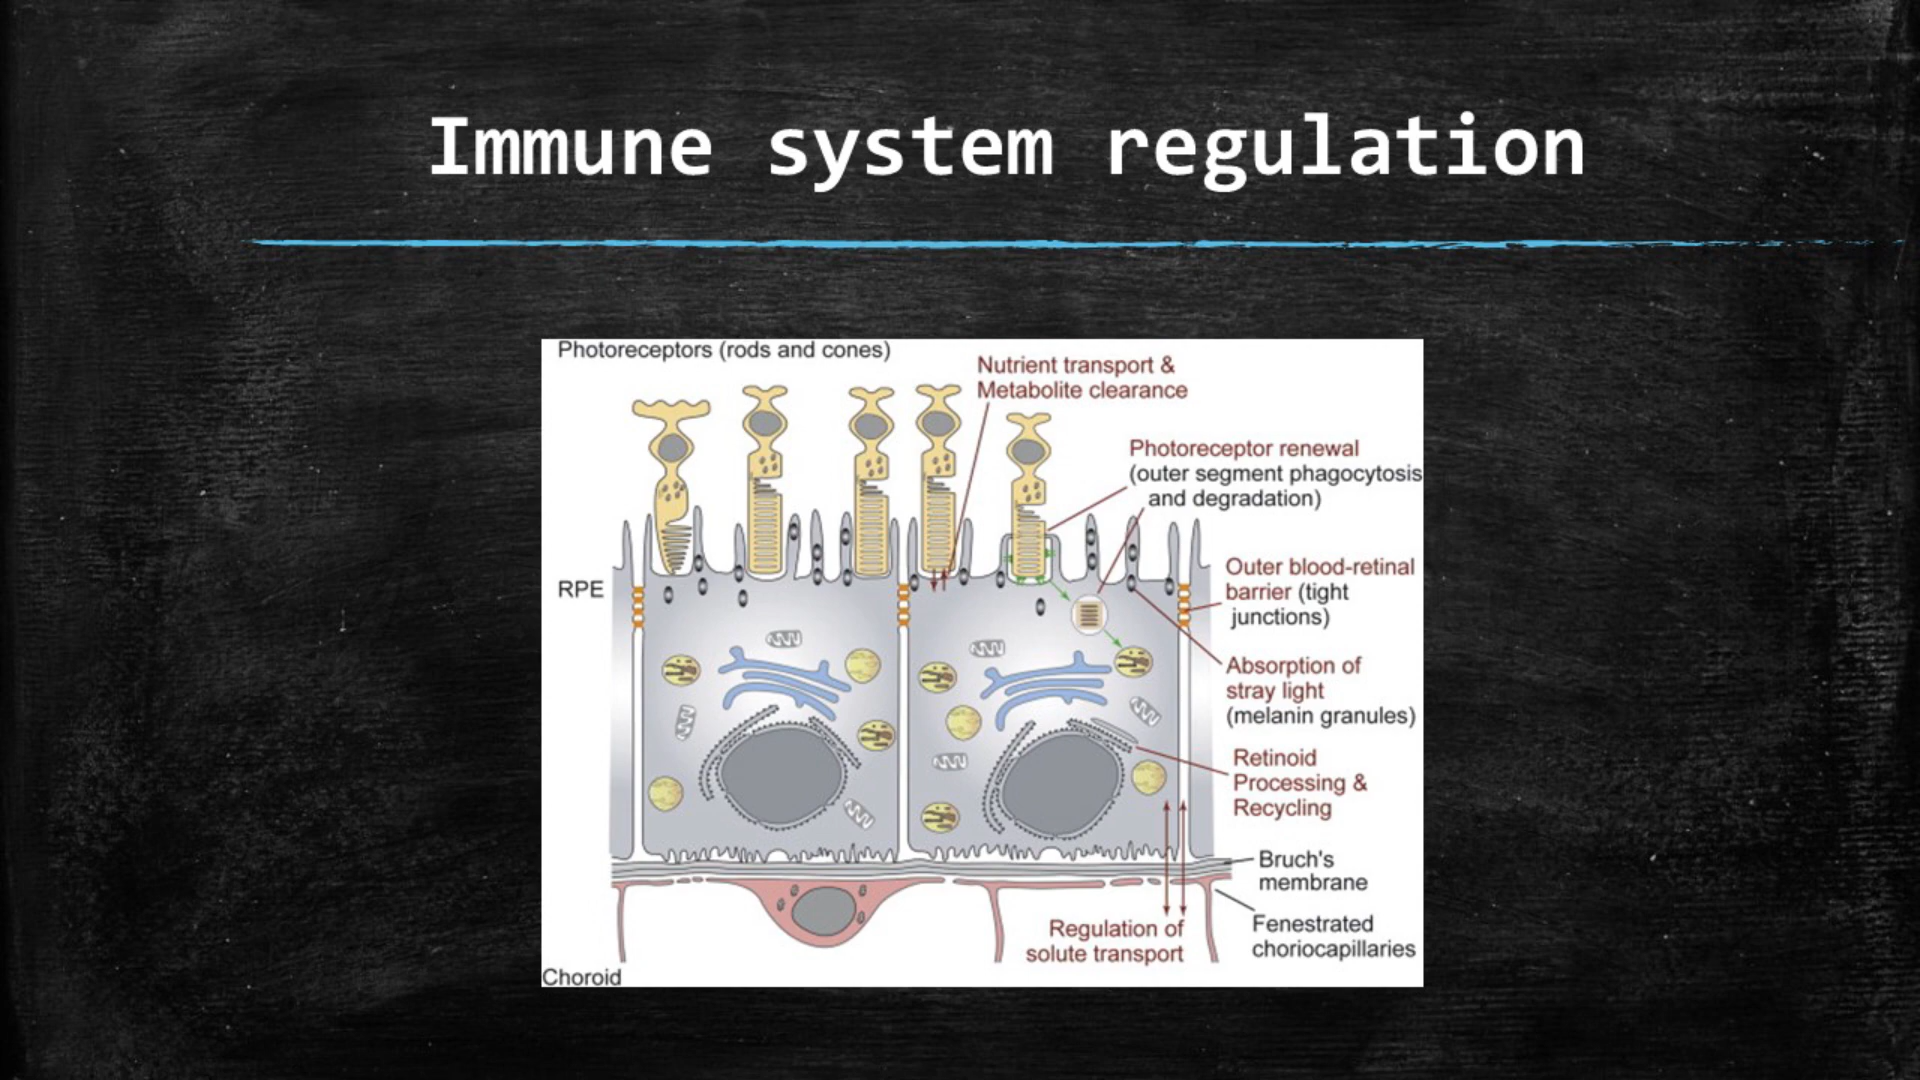 Immune system regulation
Photoreceptors (rods and cones)
Nutrient transport &
Metabolite clearance
Photoreceptor renewal
(outer segment phagocytosis
and degradation)
Outer blood-retinal
barrier (tight
junctions)
RPE
Absorption of
stray light
(melanin granules)
Retinoid
Processing &
Recycling
Bruch's
membrane
Fenestrated
choriocapillaries
Regulation of
solute transport
Choroid